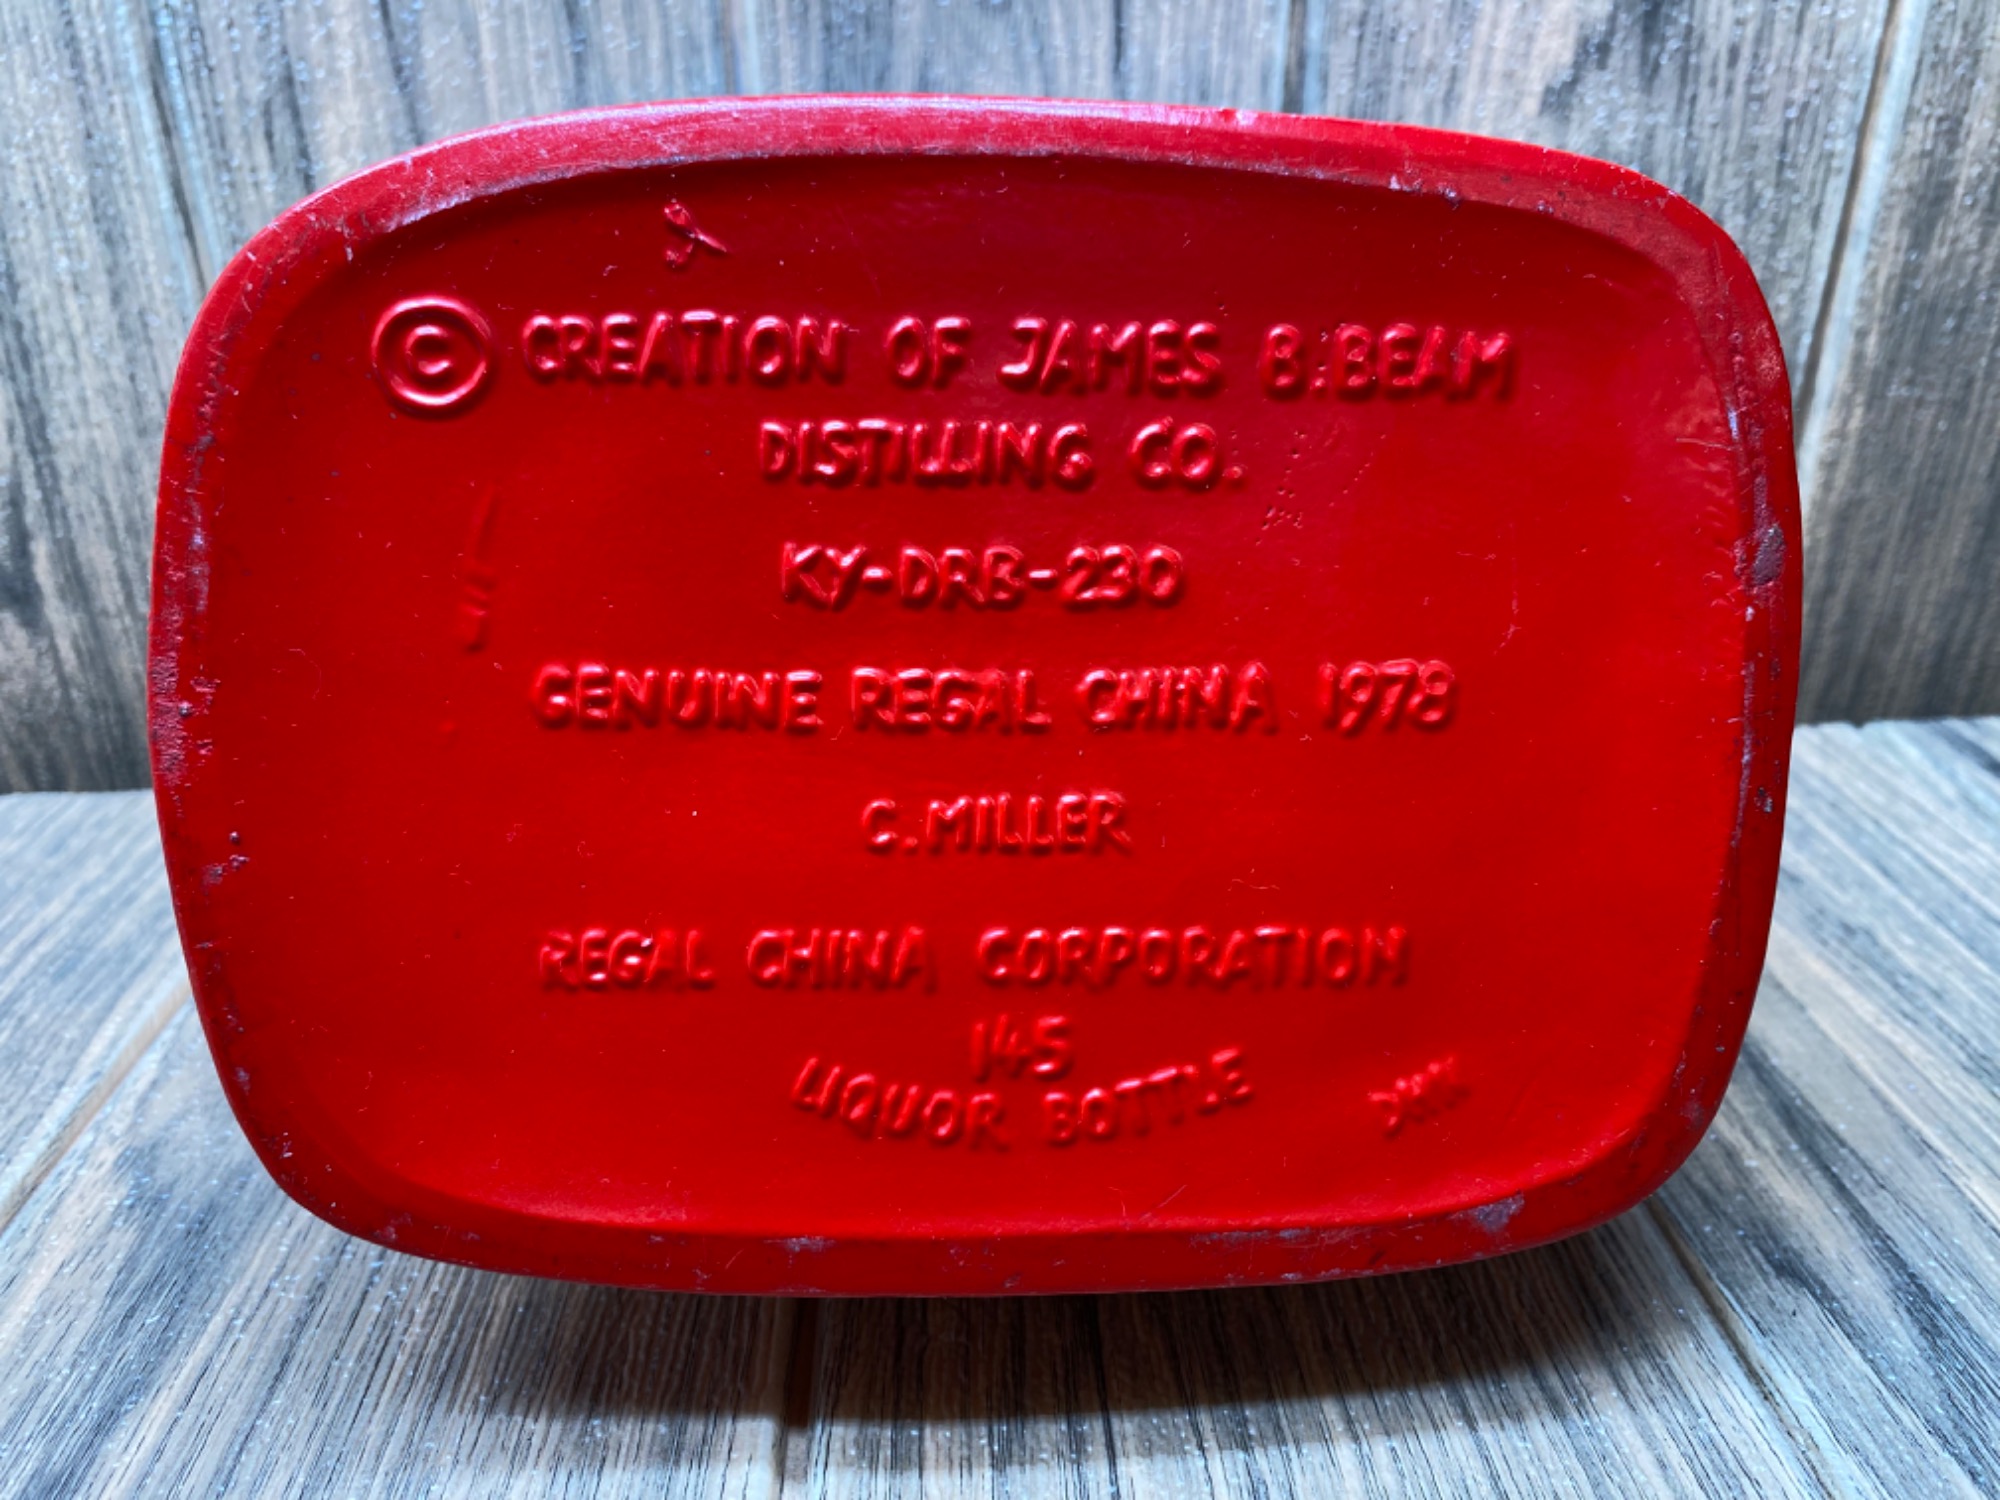 © CREATION OF JAMES B. BEAM
DISTILLING CO.
KY-DRB-230
GENUINE REGAL CHINA 1978
C. MILLER
REGAL CHINA CORPORATION
145
LIQUOR BOTTLE